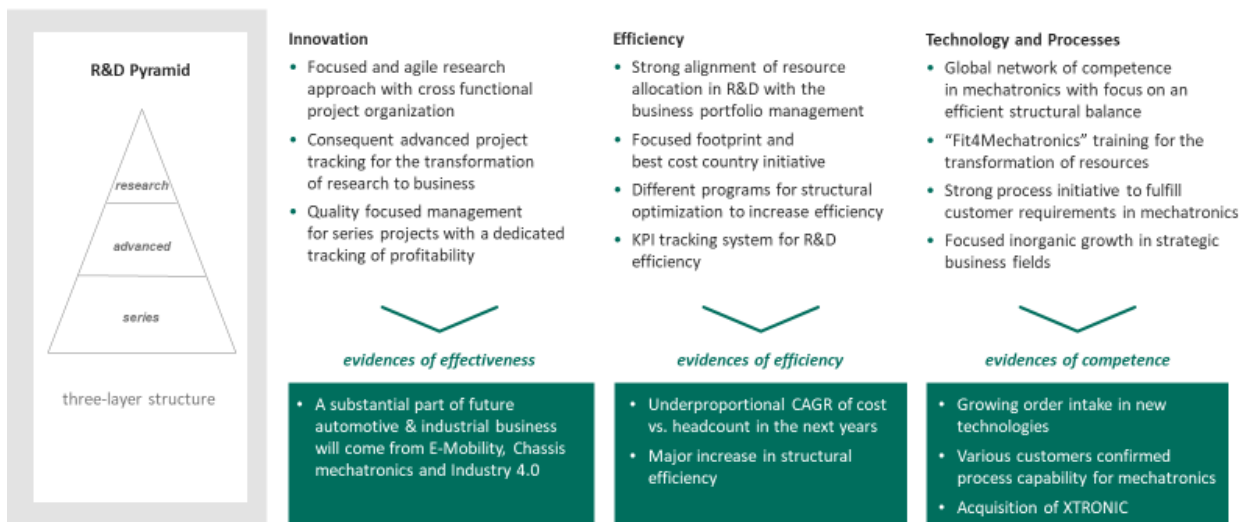 R&D Pyramid
research
advanced
series
three-layer structure
Innovation
• Focused and agile research
approach with cross functional
project organization
• Consequent advanced project
tracking for the transformation
of research to business
• Quality focused management
for series projects with a dedicated
tracking of profitability
evidences of effectiveness
• A substantial part of future
automotive & industrial business
will come from E-Mobility, Chassis
mechatronics and Industry 4.0
Efficiency
• Strong alignment of resource
allocation in R&D with the
business portfolio management
• Focused footprint and
best cost country initiative
• Different programs for structural
optimization to increase efficiency
• KPI tracking system for R&D
efficiency
evidences of efficiency
• Underproportional CAGR of cost
vs. headcount in the next years
• Major increase in structural
efficiency
Technology and Processes
• Global network of competence
in mechatronics with focus on an
efficient structural balance
• “Fit4Mechatronics” training for the
transformation of resources
• Strong process initiative to fulfill
customer requirements in mechatronics
• Focused inorganic growth in strategic
business fields
evidences of competence
• Growing order intake in new
technologies
• Various customers confirmed
process capability for mechatronics
• Acquisition of XTRONIC